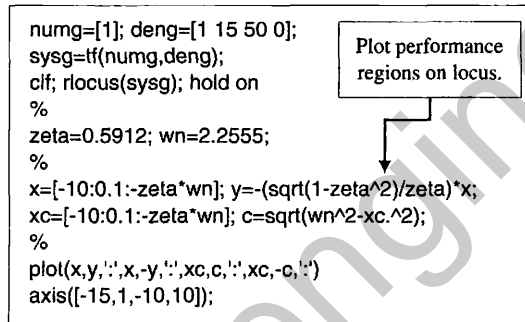 numg=[1]; deng=[1 15 50 0];
sysg=tf(numg,deng);
clf; rlocus(sysg); hold on
%
zeta=0.5912; wn=2.2555;
%
x=[-10:0.1:-zeta*wn]; y=-(sqrt(1-zeta^2)/zeta)*x;
xc=[-10:0.1:-zeta*wn]; c=sqrt(wn^2-xc.^2);
%
plot(x,y,':',x,-y,':',xc,c,':',xc,-c,':')
axis([-15,1,-10,10]);
Plot performance
regions on locus.
engin